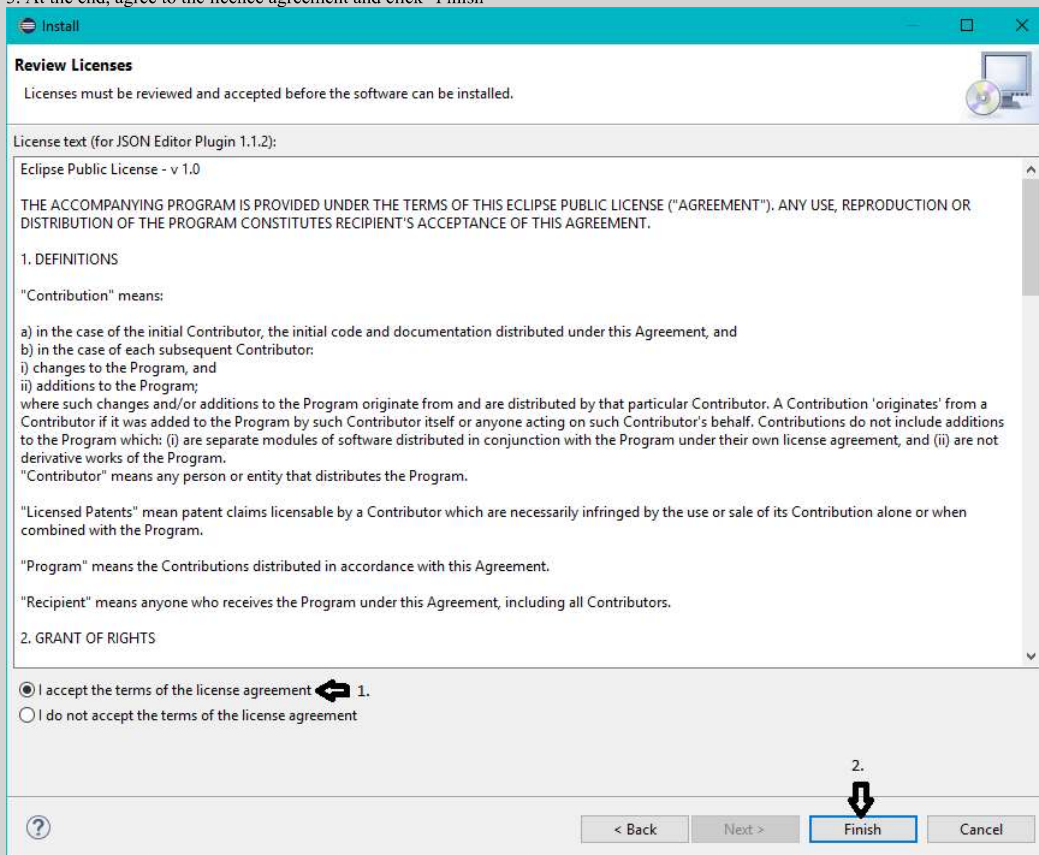 3. At the end, agree to the licence agreement and click "Finish"
Install
Review Licenses
Licenses must be reviewed and accepted before the software can be installed.
License text (for JSON Editor Plugin 1.1.2):
Eclipse Public License - v 1.0
THE ACCOMPANYING PROGRAM IS PROVIDED UNDER THE TERMS OF THIS ECLIPSE PUBLIC LICENSE ("AGREEMENT"). ANY USE, REPRODUCTION OR
DISTRIBUTION OF THE PROGRAM CONSTITUTES RECIPIENT'S ACCEPTANCE OF THIS AGREEMENT.
1. DEFINITIONS
"Contribution" means:
a) in the case of the initial Contributor, the initial code and documentation distributed under this Agreement, and
b) in the case of each subsequent Contributor:
i) changes to the Program, and
ii) additions to the Program;
where such changes and/or additions to the Program originate from and are distributed by that particular Contributor. A Contribution 'originates' from a
Contributor if it was added to the Program by such Contributor itself or anyone acting on such Contributor's behalf. Contributions do not include additions
to the Program which: (i) are separate modules of software distributed in conjunction with the Program under their own license agreement, and (ii) are not
derivative works of the Program.
"Contributor" means any person or entity that distributes the Program.
"Licensed Patents" mean patent claims licensable by a Contributor which are necessarily infringed by the use or sale of its Contribution alone or when
combined with the Program.
"Program" means the Contributions distributed in accordance with this Agreement.
"Recipient" means anyone who receives the Program under this Agreement, including all Contributors.
2. GRANT OF RIGHTS
I accept the terms of the license agreement 1.
I do not accept the terms of the license agreement
2.
? < Back Next > Finish Cancel